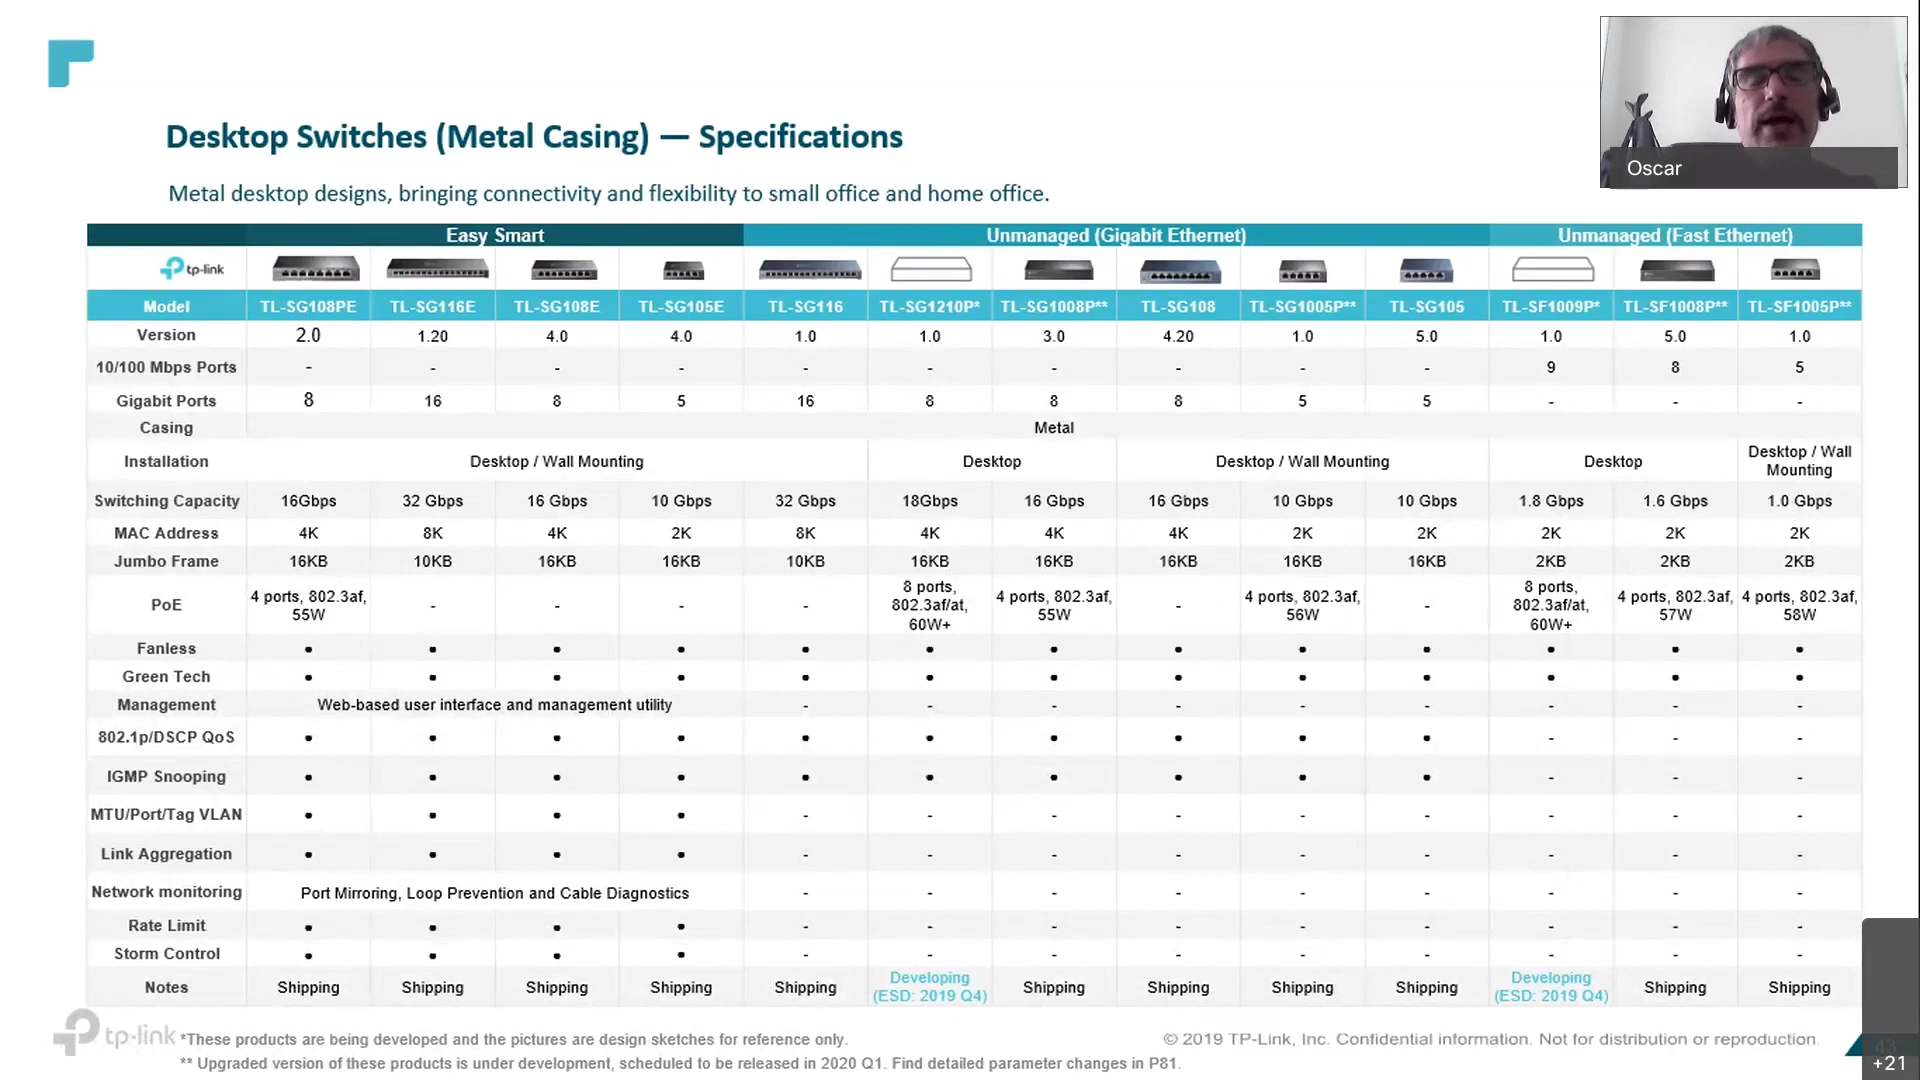 Oscar
Desktop Switches (Metal Casing) — Specifications
Metal desktop designs, bringing connectivity and flexibility to small office and home office.
Easy Smart Unmanaged (Gigabit Ethernet) Unmanaged (Fast Ethernet)
tp-link
Model TL-SG108PE TL-SG116E TL-SG108E TL-SG105E TL-SG116 TL-SG1210P* TL-SG1008P** TL-SG108 TL-SG1005P** TL-SG105 TL-SF1009P* TL-SF1008P** TL-SF1005P**
Version 2.0 1.20 4.0 4.0 1.0 1.0 3.0 4.20 1.0 5.0 1.0 5.0 1.0
10/100 Mbps Ports - - - - - - - - - - 9 8 5
Gigabit Ports 8 16 8 5 16 8 8 8 5 5 - - -
Casing Metal
Installation Desktop / Wall Mounting Desktop Desktop / Wall Mounting Desktop Desktop / Wall Mounting
Switching Capacity 16Gbps 32 Gbps 16 Gbps 10 Gbps 32 Gbps 18Gbps 16 Gbps 16 Gbps 10 Gbps 10 Gbps 1.8 Gbps 1.6 Gbps 1.0 Gbps
MAC Address 4K 8K 4K 2K 8K 4K 4K 4K 2K 2K 2K 2K 2K
Jumbo Frame 16KB 10KB 16KB 16KB 10KB 16KB 16KB 16KB 16KB 16KB 2KB 2KB 2KB
PoE 4 ports, 802.3af, 55W - - - - 8 ports, 802.3af/at, 60W+ 4 ports, 802.3af, 55W - 4 ports, 802.3af, 56W - 8 ports, 802.3af/at, 60W+ 4 ports, 802.3af, 57W 4 ports, 802.3af, 58W
Fanless • • • • • • • • • • • • •
Green Tech • • • • • • • • • • • • •
Management Web-based user interface and management utility - - - - - - - - -
802.1p/DSCP QoS • • • • • • • • • • - - -
IGMP Snooping • • • • • • • • • • - - -
MTU/Port/Tag VLAN • • • • - - - - - - - - -
Link Aggregation • • • • - - - - - - - - -
Network monitoring Port Mirroring, Loop Prevention and Cable Diagnostics - - - - - - - - -
Rate Limit • • • • - - - - - - - - -
Storm Control • • • • - - - - - - - - -
Notes Shipping Shipping Shipping Shipping Shipping Developing (ESD: 2019 Q4) Shipping Shipping Shipping Shipping Developing (ESD: 2019 Q4) Shipping Shipping
tp-link
*These products are being developed and the pictures are design sketches for reference only.
© 2019 TP-Link, Inc. Confidential information. Not for distribution or reproduction.
43
** Upgraded version of these products is under development, scheduled to be released in 2020 Q1. Find detailed parameter changes in P81.
+21